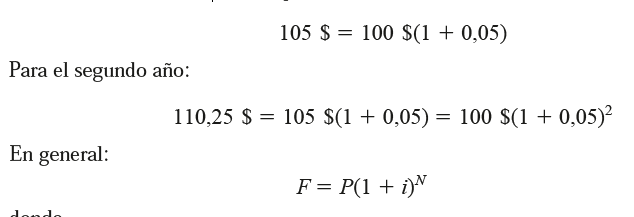 105 $ = 100 $(1 + 0,05)
Para el segundo año:
110,25 $ = 105 $(1 + 0,05) = 100 $(1 + 0,05)²
En general:
F = P(1 + i)ᴺ